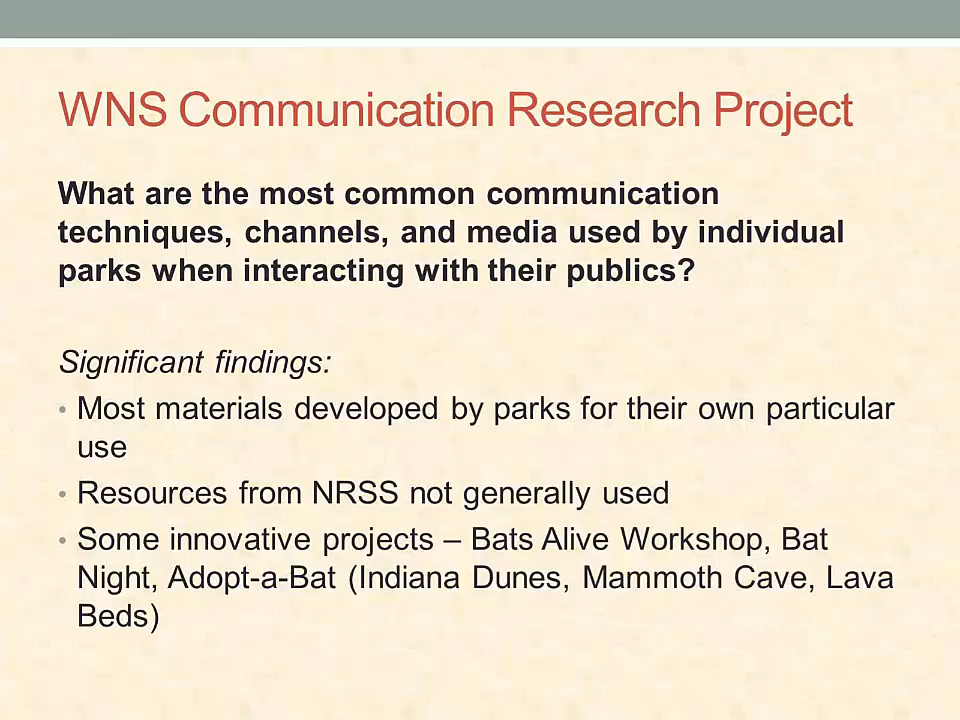 WNS Communication Research Project
What are the most common communication
techniques, channels, and media used by individual
parks when interacting with their publics?
Significant findings:
• Most materials developed by parks for their own particular
use
• Resources from NRSS not generally used
• Some innovative projects – Bats Alive Workshop, Bat
Night, Adopt-a-Bat (Indiana Dunes, Mammoth Cave, Lava
Beds)